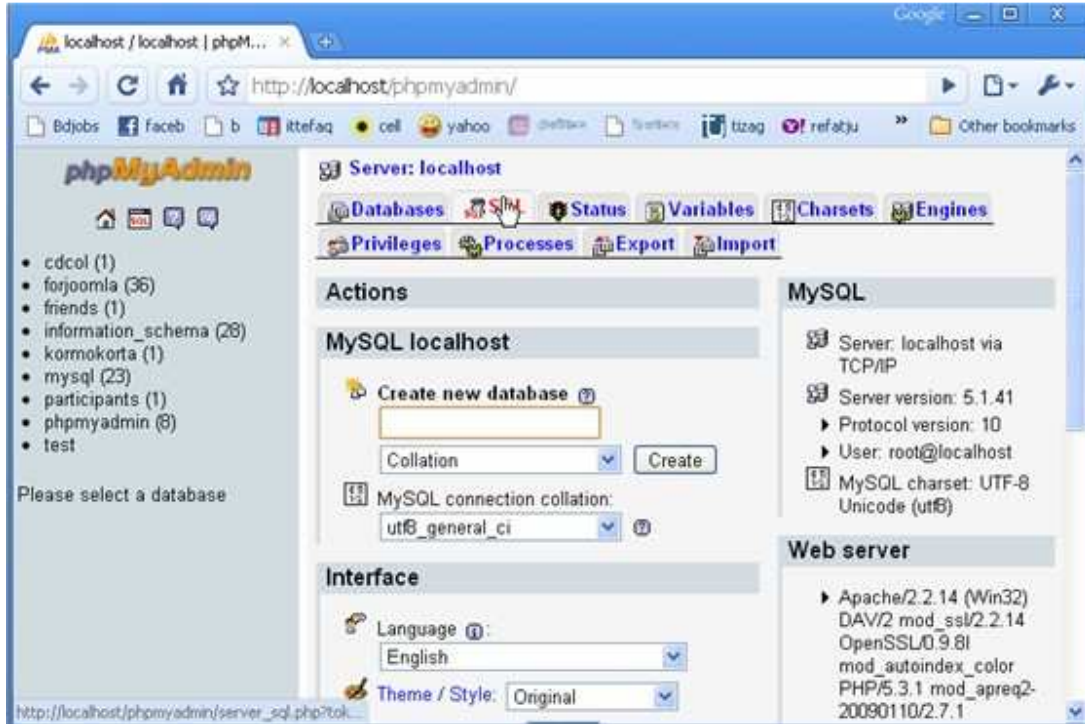 Google
localhost / localhost | phpM...
http://localhost/phpmyadmin/
Bdjobs faceb b ittefaq cell yahoo tizag refatju » Other bookmarks
phpMyAdmin
cdcol (1)
forjoomla (36)
friends (1)
information_schema (28)
kormokorta (1)
mysql (23)
participants (1)
phpmyadmin (8)
test
Please select a database
Server: localhost
Databases SQL Status Variables Charsets Engines
Privileges Processes Export Import
Actions
MySQL localhost
Create new database
Collation Create
MySQL connection collation:
utf8_general_ci
Interface
Language :
English
Theme / Style: Original
MySQL
Server: localhost via
TCP/IP
Server version: 5.1.41
Protocol version: 10
User: root@localhost
MySQL charset: UTF-8
Unicode (utf8)
Web server
Apache/2.2.14 (Win32)
DAV/2 mod_ssl/2.2.14
OpenSSL/0.9.8l
mod_autoindex_color
PHP/5.3.1 mod_apreq2-
20090110/2.7.1
http://localhost/phpmyadmin/server_sql.php?tok...